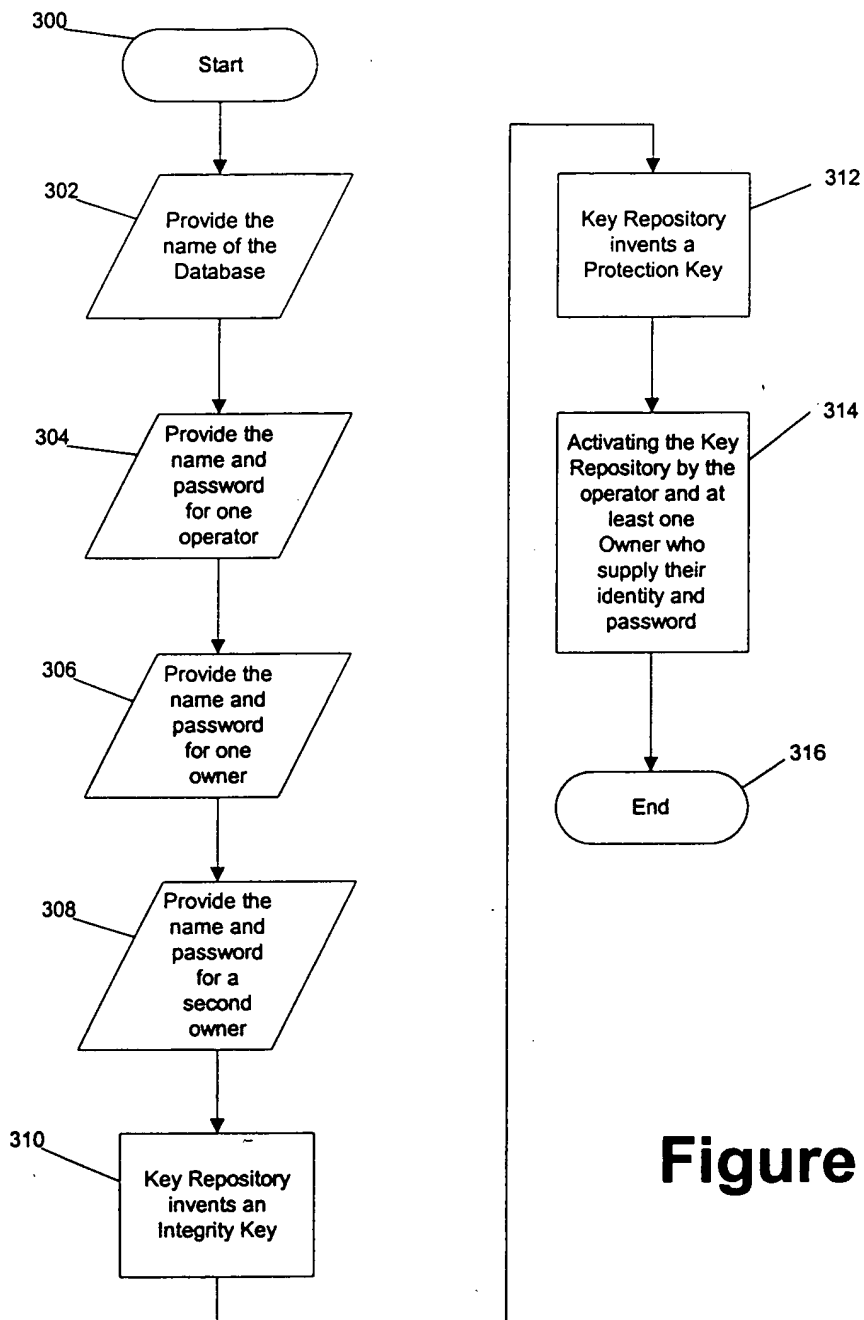 300
Start
302
Provide the
name of the
Database
304
Provide the
name and
password
for one
operator
306
Provide the
name and
password
for one
owner
308
Provide the
name and
password
for a
second
owner
310
Key Repository
invents an
Integrity Key
312
Key Repository
invents a
Protection Key
314
Activating the Key
Repository by the
operator and at
least one
Owner who
supply their
identity and
password
316
End
Figure